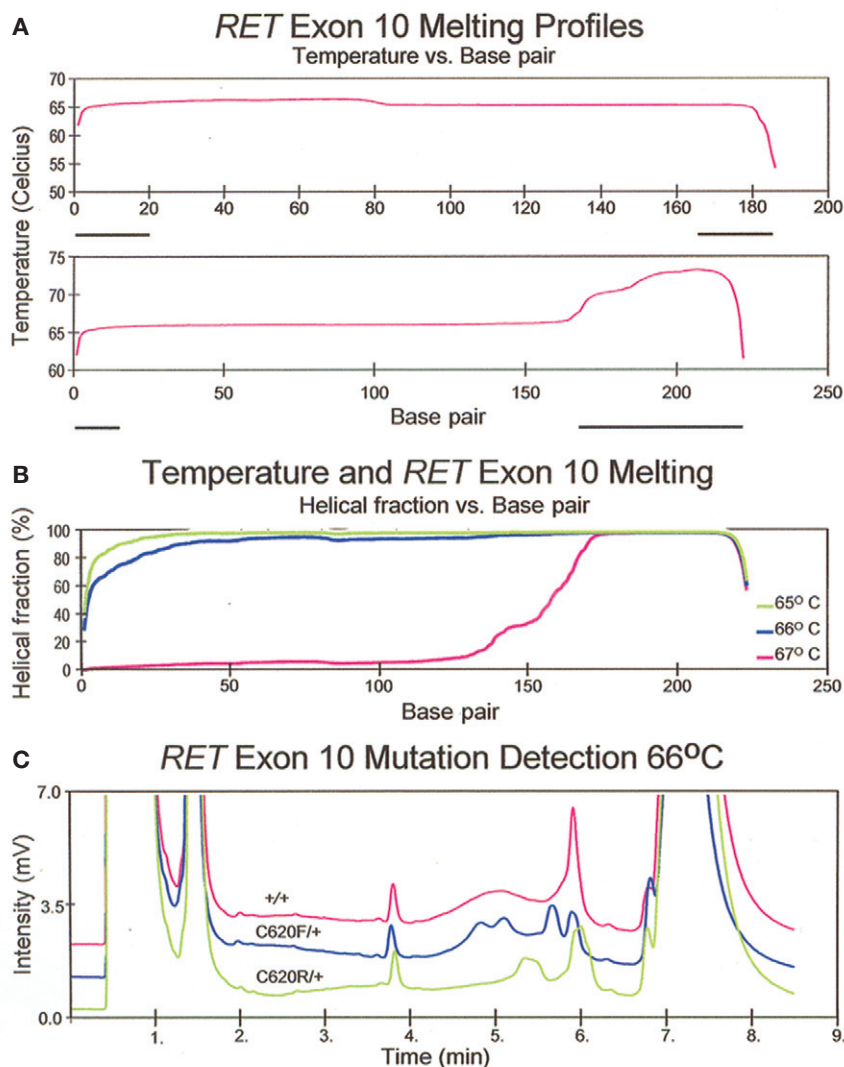 A
RET Exon 10 Melting Profiles
Temperature vs. Base pair
Temperature (Celcius)
70
65
60
55
50
0 20 40 60 80 100 120 140 160 180 200
75
70
65
60
0 50 100 150 200 250
Base pair
B
Temperature and RET Exon 10 Melting
Helical fraction vs. Base pair
Helical fraction (%)
100
80
60
40
20
0
65º C
66º C
67º C
0 50 100 150 200 250
Base pair
C
RET Exon 10 Mutation Detection 66ºC
Intensity (mV)
7.0
3.5
0.0
+/+
C620F/+
C620R/+
1. 2. 3. 4. 5. 6. 7. 8. 9.
Time (min)